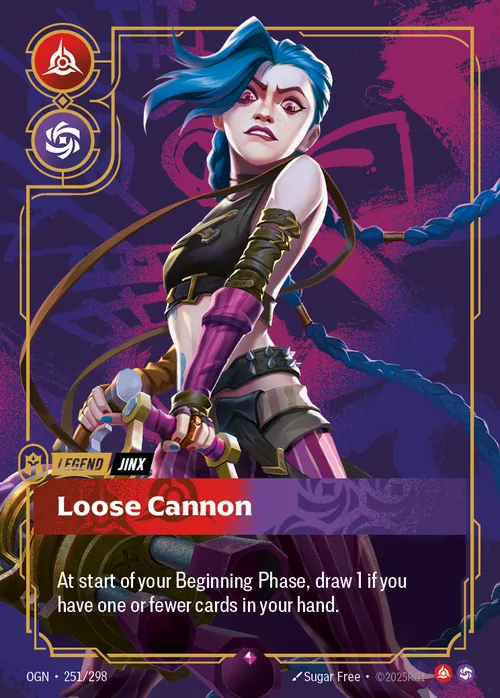 LEGEND JINX
Loose Cannon
At start of your Beginning Phase, draw 1 if you
have one or fewer cards in your hand.
OGN • 251/298 Sugar Free • ©2025RGI